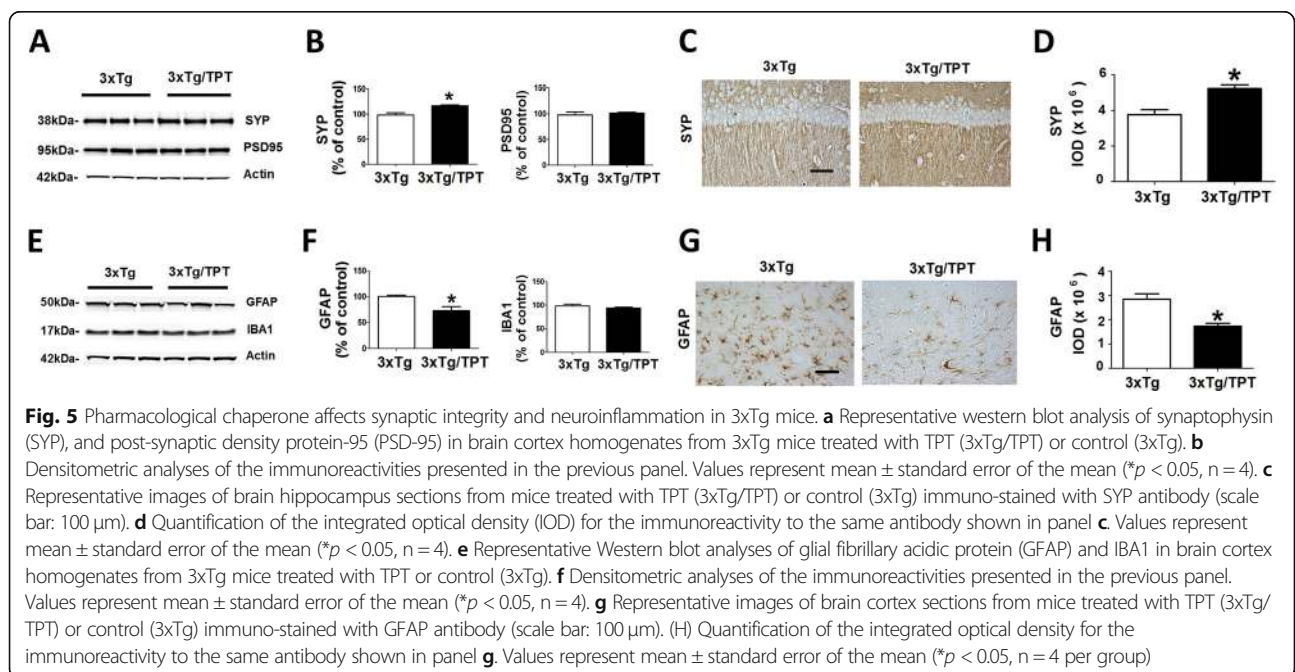 A
3xTg 3xTg/TPT
38kDa- SYP
95kDa- PSD95
42kDa- Actin
B
SYP
(% of control)
150
100
50
0
*
3xTg 3xTg/TPT
PSD95
(% of control)
150
100
50
0
3xTg 3xTg/TPT
C
3xTg 3xTg/TPT
SYP
D
SYP
IOD (x 10 6)
6
4
2
0
*
3xTg 3xTg/TPT
E
3xTg 3xTg/TPT
50kDa- GFAP
17kDa- IBA1
42kDa- Actin
F
GFAP
(% of control)
150
100
50
0
*
3xTg 3xTg/TPT
IBA1
(% of control)
150
100
50
0
3xTg 3xTg/TPT
G
3xTg 3xTg/TPT
GFAP
H
GFAP
IOD (x 10 6)
4
3
2
1
0
*
3xTg 3xTg/TPT
Fig. 5 Pharmacological chaperone affects synaptic integrity and neuroinflammation in 3xTg mice. a Representative western blot analysis of synaptophysin
(SYP), and post-synaptic density protein-95 (PSD-95) in brain cortex homogenates from 3xTg mice treated with TPT (3xTg/TPT) or control (3xTg). b
Densitometric analyses of the immunoreactivities presented in the previous panel. Values represent mean ± standard error of the mean (*p < 0.05, n = 4). c
Representative images of brain hippocampus sections from mice treated with TPT (3xTg/TPT) or control (3xTg) immuno-stained with SYP antibody (scale
bar: 100 μm). d Quantification of the integrated optical density (IOD) for the immunoreactivity to the same antibody shown in panel c. Values represent
mean ± standard error of the mean (*p < 0.05, n = 4). e Representative Western blot analyses of glial fibrillary acidic protein (GFAP) and IBA1 in brain cortex
homogenates from 3xTg mice treated with TPT or control (3xTg). f Densitometric analyses of the immunoreactivities presented in the previous panel.
Values represent mean ± standard error of the mean (*p < 0.05, n = 4). g Representative images of brain cortex sections from mice treated with TPT (3xTg/
TPT) or control (3xTg) immuno-stained with GFAP antibody (scale bar: 100 μm). (H) Quantification of the integrated optical density for the
immunoreactivity to the same antibody shown in panel g. Values represent mean ± standard error of the mean (*p < 0.05, n = 4 per group)